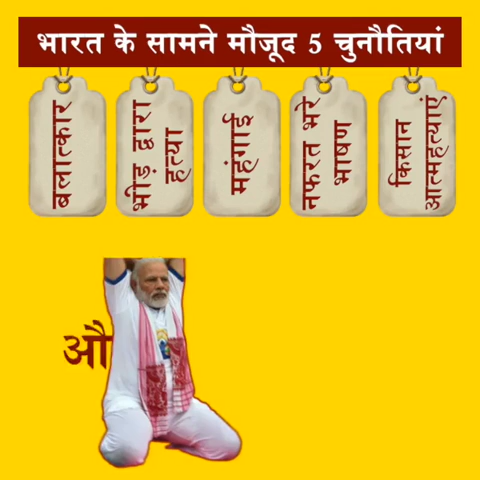 भारत के सामने मौजूद 5 चुनौतियां
बलात्कार
भीड़ द्वारा
हत्या
महंगाई
नफरत भरे
भाषण
किसान
आत्महत्याएं
औ